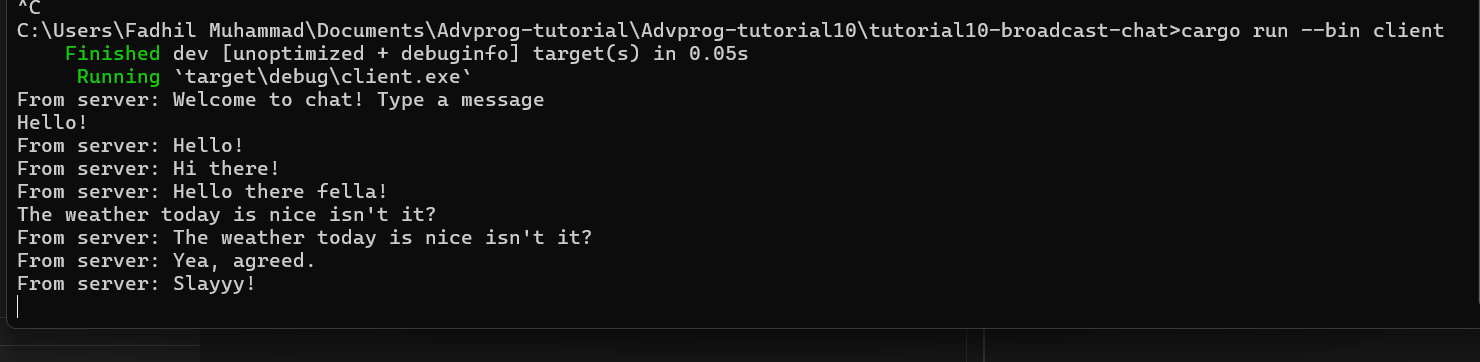 ^C
C:\Users\Fadhil Muhammad\Documents\Advprog-tutorial\Advprog-tutorial10\tutorial10-broadcast-chat>cargo run --bin client
    Finished dev [unoptimized + debuginfo] target(s) in 0.05s
     Running `target\debug\client.exe`
From server: Welcome to chat! Type a message
Hello!
From server: Hello!
From server: Hi there!
From server: Hello there fella!
The weather today is nice isn't it?
From server: The weather today is nice isn't it?
From server: Yea, agreed.
From server: Slayyy!